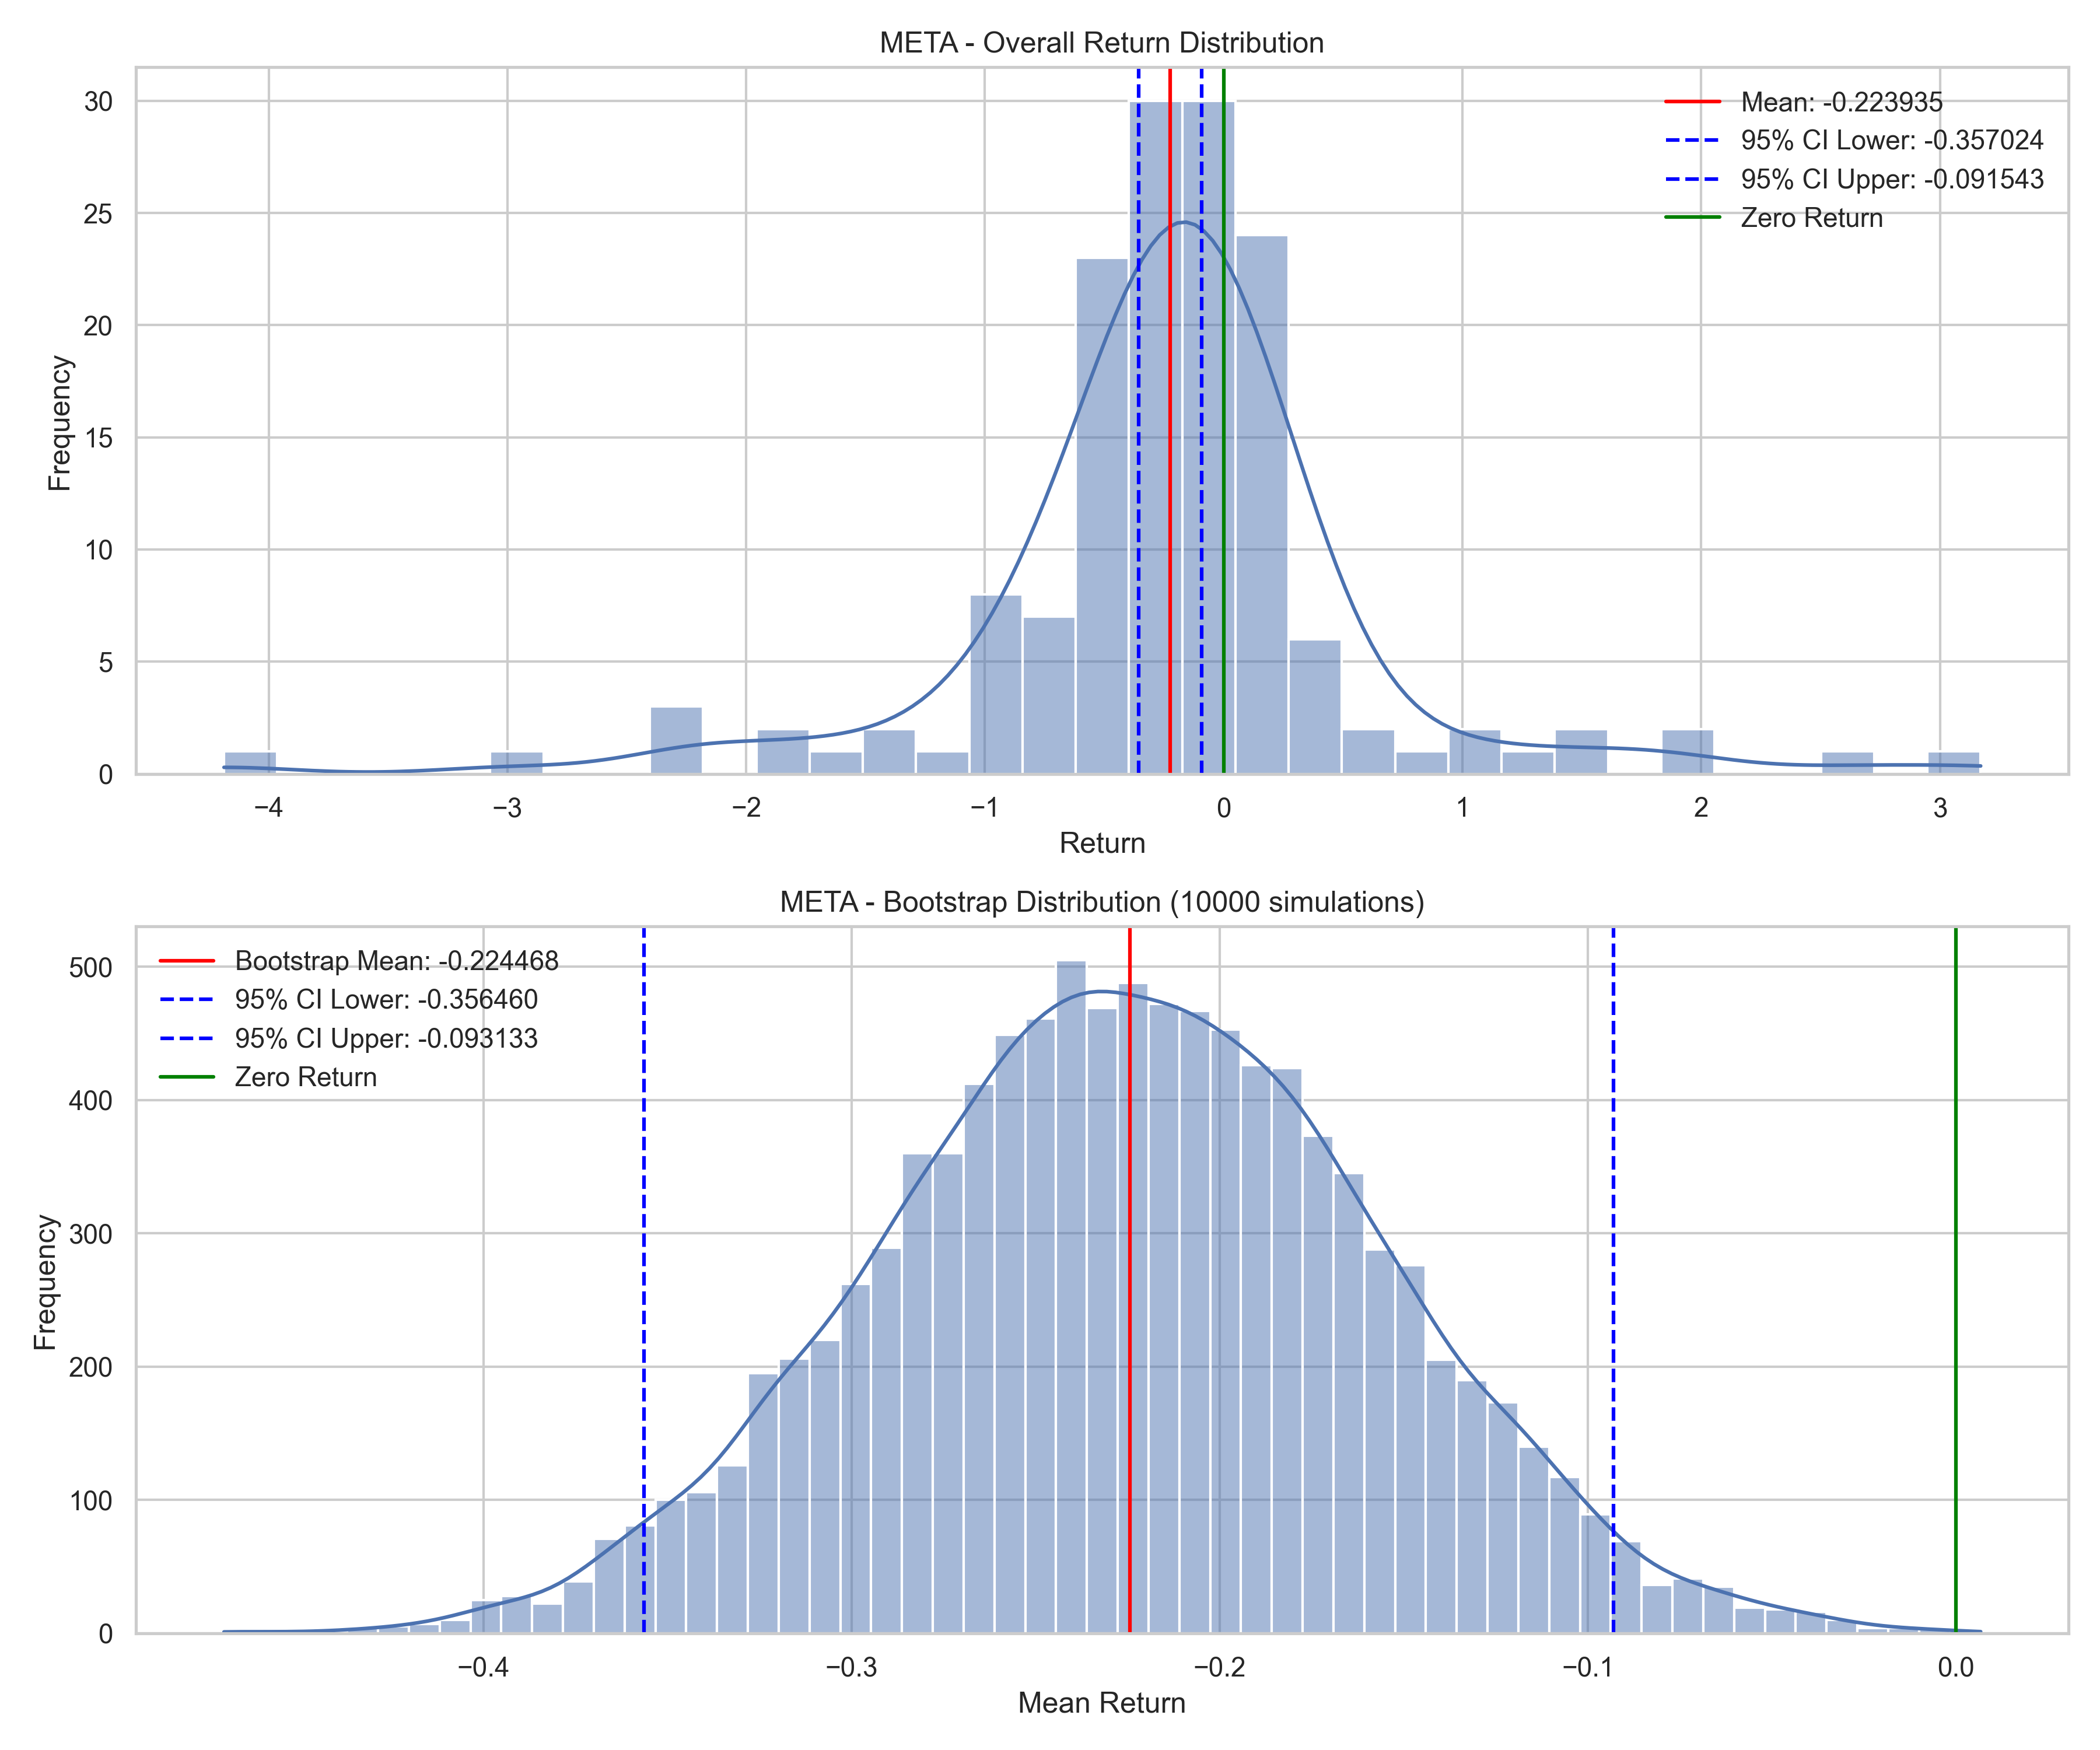 META - Overall Return Distribution
Mean: -0.223935
95% CI Lower: -0.357024
95% CI Upper: -0.091543
Zero Return
Frequency
30
25
20
15
10
5
0
−4 −3 −2 −1 0 1 2 3
Return
META - Bootstrap Distribution (10000 simulations)
Bootstrap Mean: -0.224468
95% CI Lower: -0.356460
95% CI Upper: -0.093133
Zero Return
Frequency
500
400
300
200
100
0
−0.4 −0.3 −0.2 −0.1 0.0
Mean Return